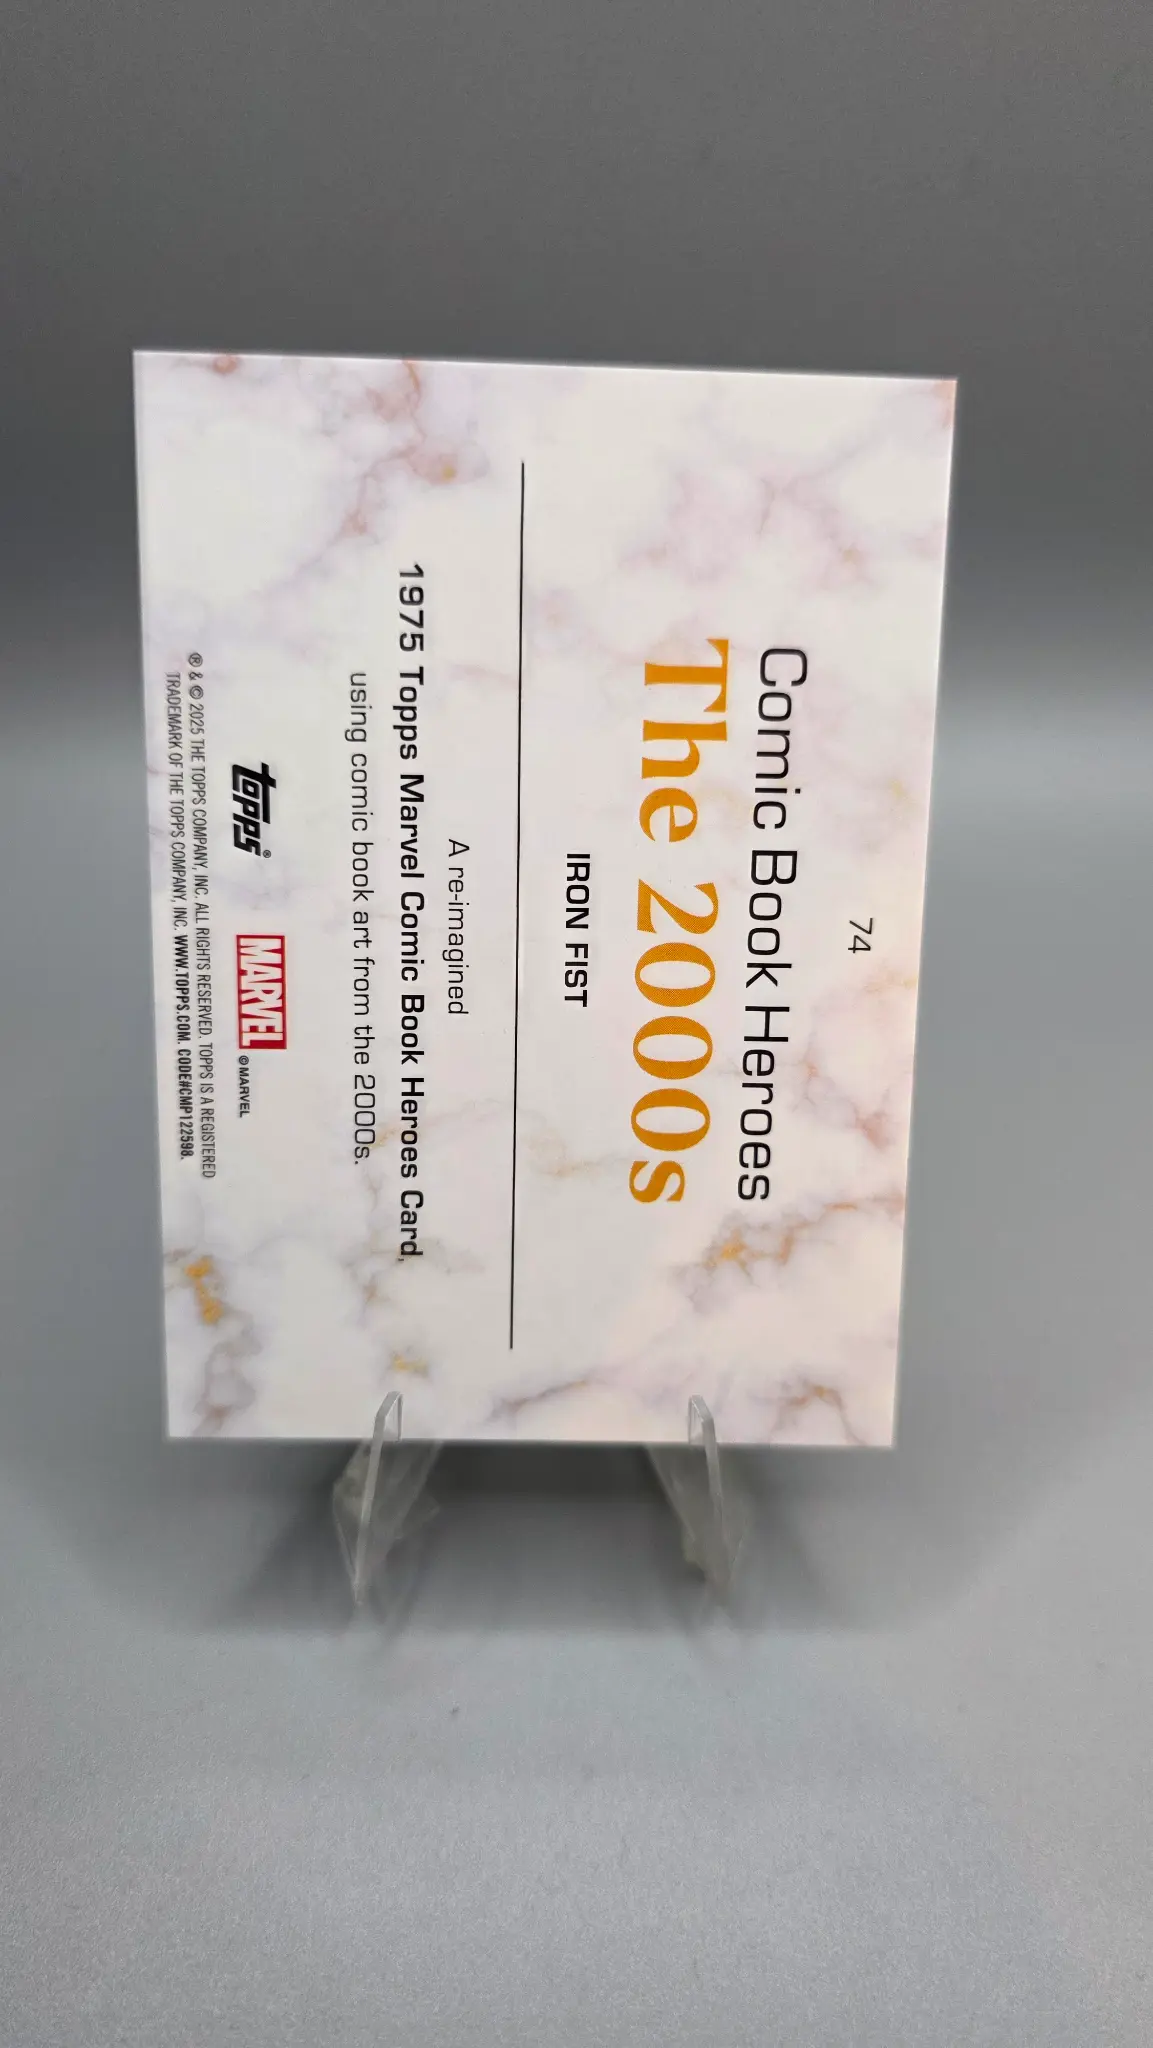 74
Comic Book Heroes
The 2000s
IRON FIST
A re-imagined
1975 Topps Marvel Comic Book Heroes Card,
using comic book art from the 2000s.
topps® MARVEL ©MARVEL
® & © 2025 THE TOPPS COMPANY, INC. ALL RIGHTS RESERVED. TOPPS IS A REGISTERED
TRADEMARK OF THE TOPPS COMPANY, INC. WWW.TOPPS.COM. CODE#CMP122598.